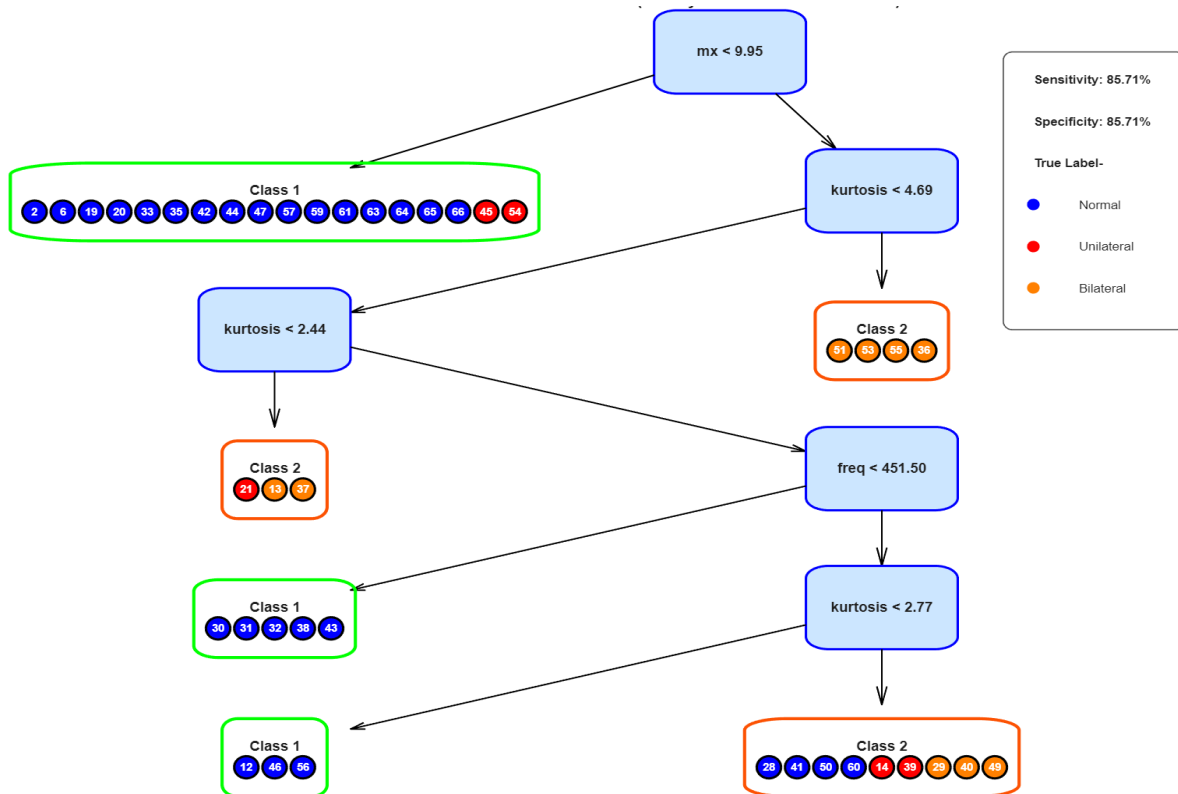 mx < 9.95
Sensitivity: 85.71%
Specificity: 85.71%
True Label-
Normal
Unilateral
Bilateral
Class 1
2 6 19 20 33 35 42 44 47 57 59 61 63 64 65 66 45 54
kurtosis < 4.69
kurtosis < 2.44
Class 2
51 53 55 36
Class 2
21 13 37
freq < 451.50
Class 1
30 31 32 38 43
kurtosis < 2.77
Class 1
12 46 56
Class 2
28 41 50 60 14 39 29 40 49